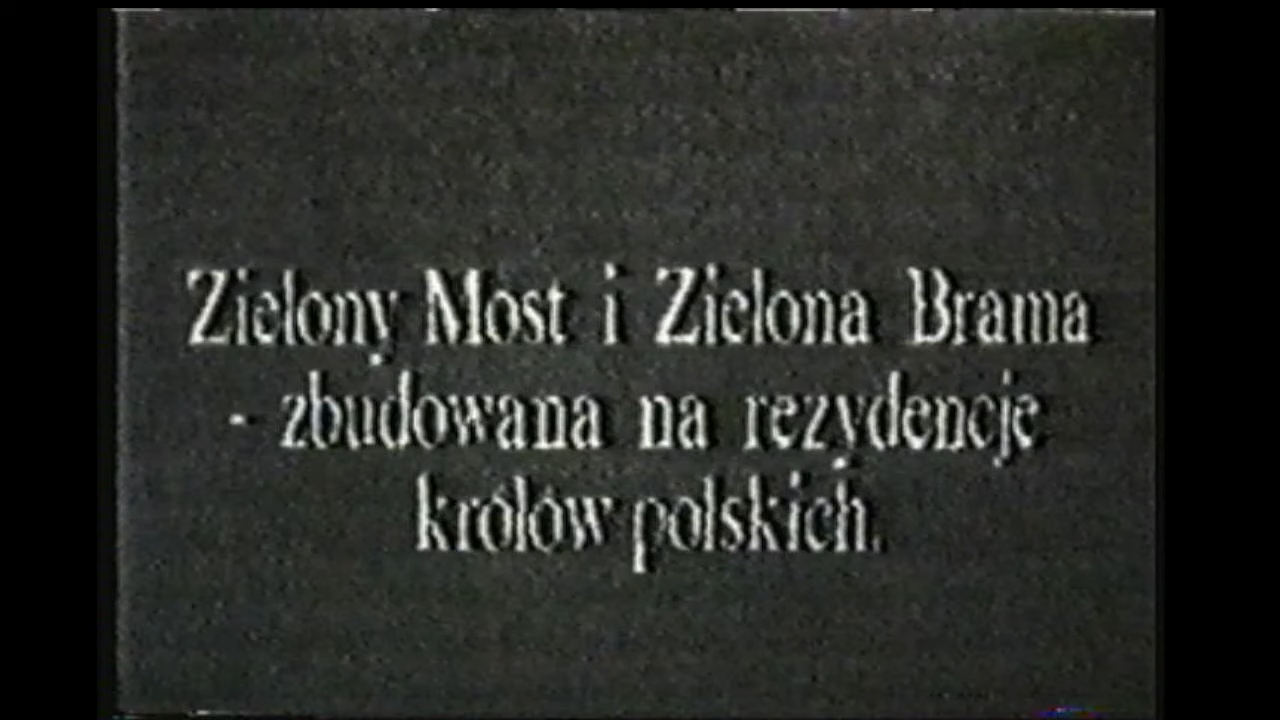 Zielony Most i Zielona Brama
- zbudowana na rezydencje
królów polskich.